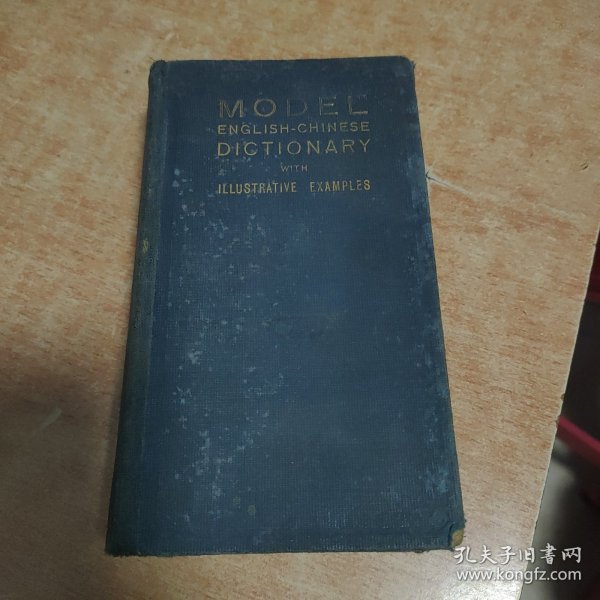 MODEL
ENGLISH-CHINESE
DICTIONARY
WITH
ILLUSTRATIVE EXAMPLES
孔夫子旧书网
www.kongfz.com